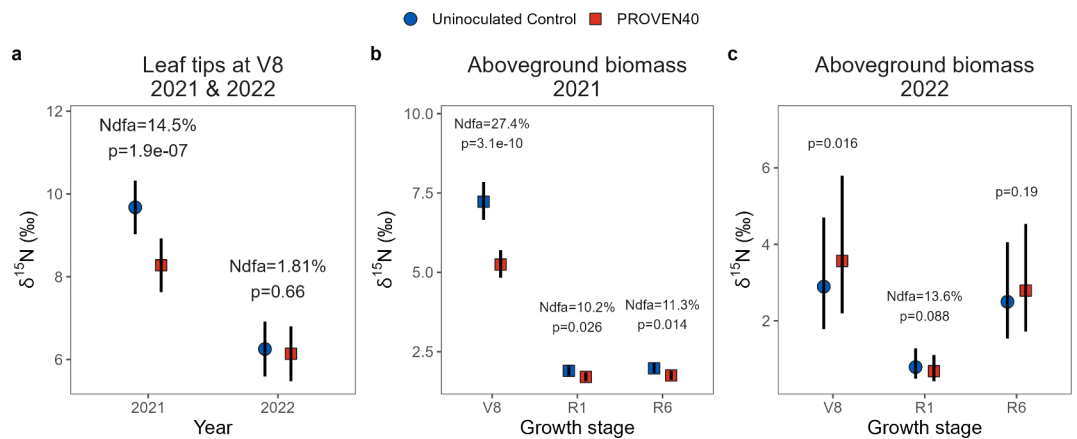 Uninoculated Control PROVEN40
a
Leaf tips at V8
2021 & 2022
δ¹⁵N (‰)
12
10
8
6
Ndfa=14.5%
p=1.9e-07
Ndfa=1.81%
p=0.66
2021 2022
Year
b
Aboveground biomass
2021
δ¹⁵N (‰)
10.0
7.5
5.0
2.5
Ndfa=27.4%
p=3.1e-10
Ndfa=10.2%
p=0.026
Ndfa=11.3%
p=0.014
V8 R1 R6
Growth stage
c
Aboveground biomass
2022
δ¹⁵N (‰)
6
4
2
p=0.016
Ndfa=13.6%
p=0.088
p=0.19
V8 R1 R6
Growth stage